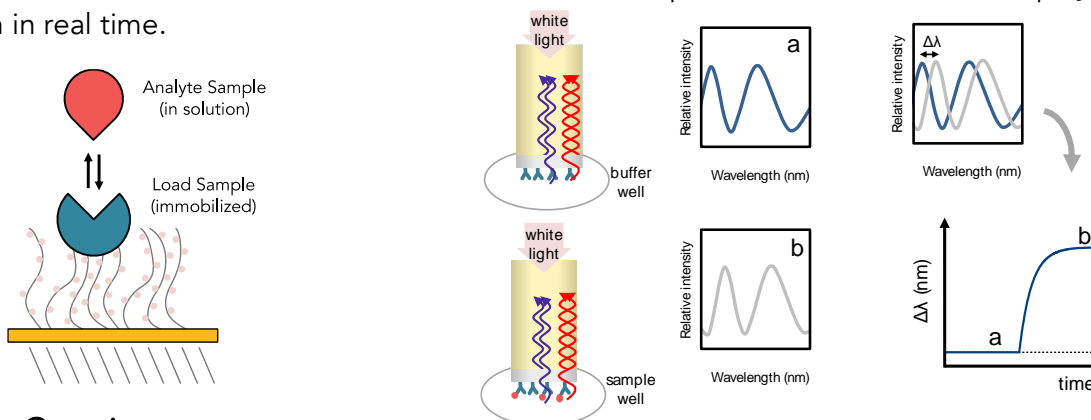 in real time.
Analyte Sample
(in solution)
Load Sample
(immobilized)
white
light
buffer
well
Relative intensity
a
Wavelength (nm)
Relative intensity
Δλ
Wavelength (nm)
white
light
sample
well
Relative intensity
b
Wavelength (nm)
Δλ (nm)
a
b
time